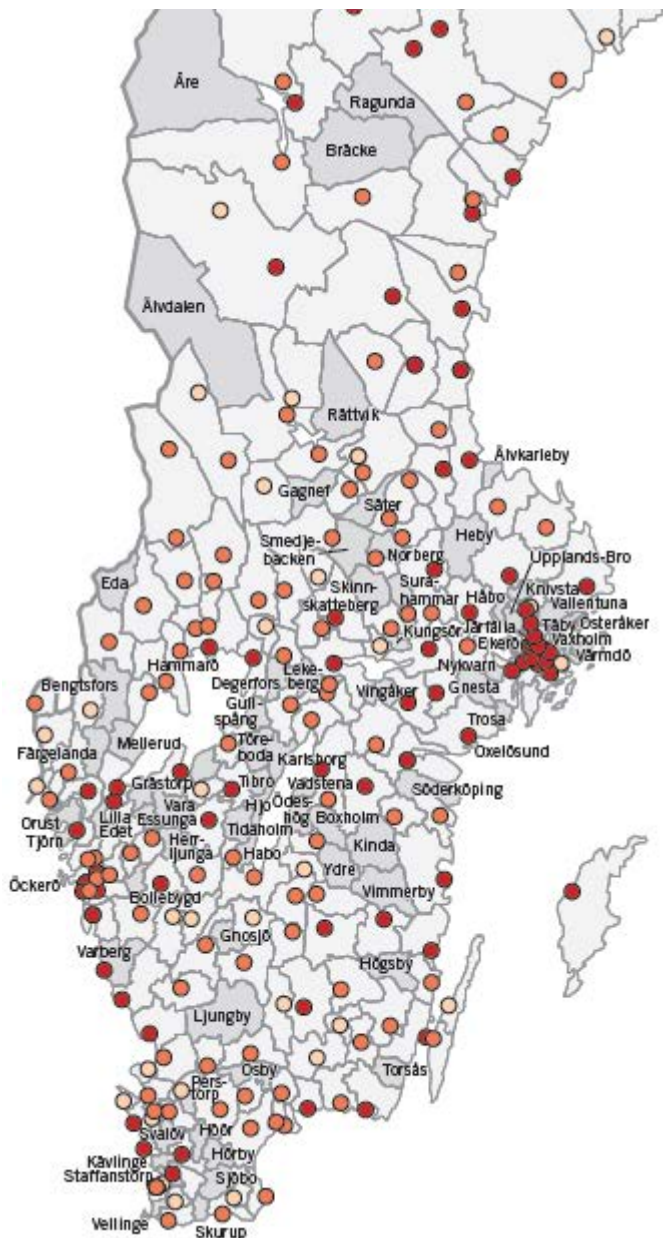 Åre
Ragunda
Bräcke
Älvdalen
Rättvik
Älvkarleby
Gagnef
Säter
Heby
Smedje-
backen
Norberg
Upplands-Bro
Eda
Skinn-
skatteberg
Sura-
hammar
Håbo
Knivsta
Vallentuna
Järfälla
Täby
Österåker
Kungsör
Ekerö
Vaxholm
Värmdö
Hammarö
Degerfors
Leke-
berg
Nykvarn
Bengtsfors
Vingåker
Gnesta
Gull-
spång
Trosa
Färgelanda
Mellerud
Töre-
boda
Oxelösund
Karlsborg
Grästorp
Tibro
Vadstena
Söderköping
Orust
Lilla
Edet
Vara
Essunga
Hjo
Ödes-
hög
Boxholm
Tjörn
Herr-
ljunga
Tidaholm
Kinda
Habo
Ydre
Öckerö
Bollebygd
Vimmerby
Gnosjö
Varberg
Högsby
Ljungby
Osby
Torsås
Pers-
torp
Svalöv
Höör
Kävlinge
Hörby
Staffanstorp
Sjöbo
Vellinge
Skurup